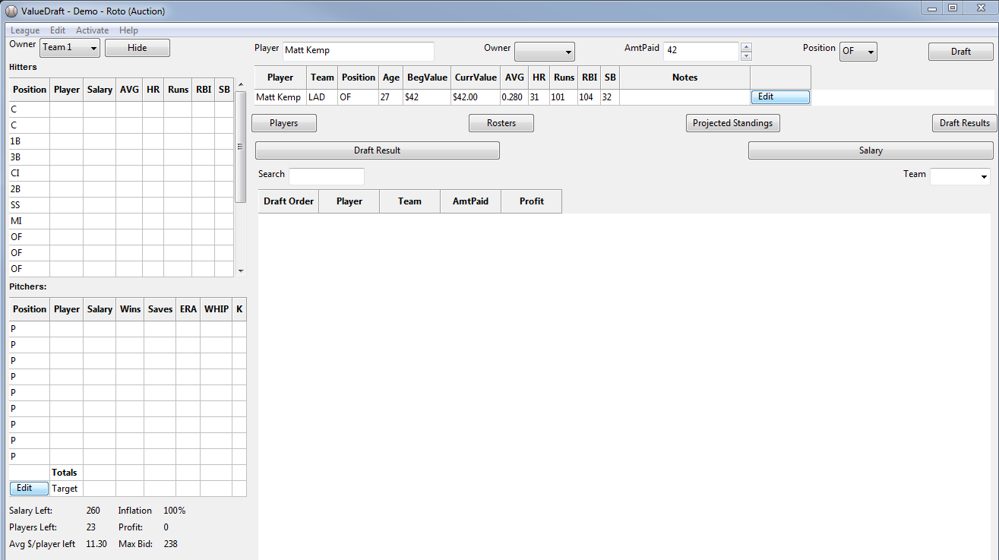 ValueDraft - Demo - Roto (Auction)
League Edit Activate Help
Owner Team 1 Hide
Player Matt Kemp Owner AmtPaid 42 Position OF Draft
Hitters
Position Player Salary AVG HR Runs RBI SB
C
C
1B
3B
CI
2B
SS
MI
OF
OF
OF
Pitchers:
Position Player Salary Wins Saves ERA WHIP K
P
P
P
P
P
P
P
P
P
Totals
Edit Target
Salary Left: 260 Inflation 100%
Players Left: 23 Profit: 0
Avg $/player left 11.30 Max Bid: 238
Player Team Position Age BegValue CurrValue AVG HR Runs RBI SB Notes
Matt Kemp LAD OF 27 $42 $42.00 0.280 31 101 104 32 Edit
Players Rosters Projected Standings Draft Results
Draft Result Salary
Search Team
Draft Order Player Team AmtPaid Profit